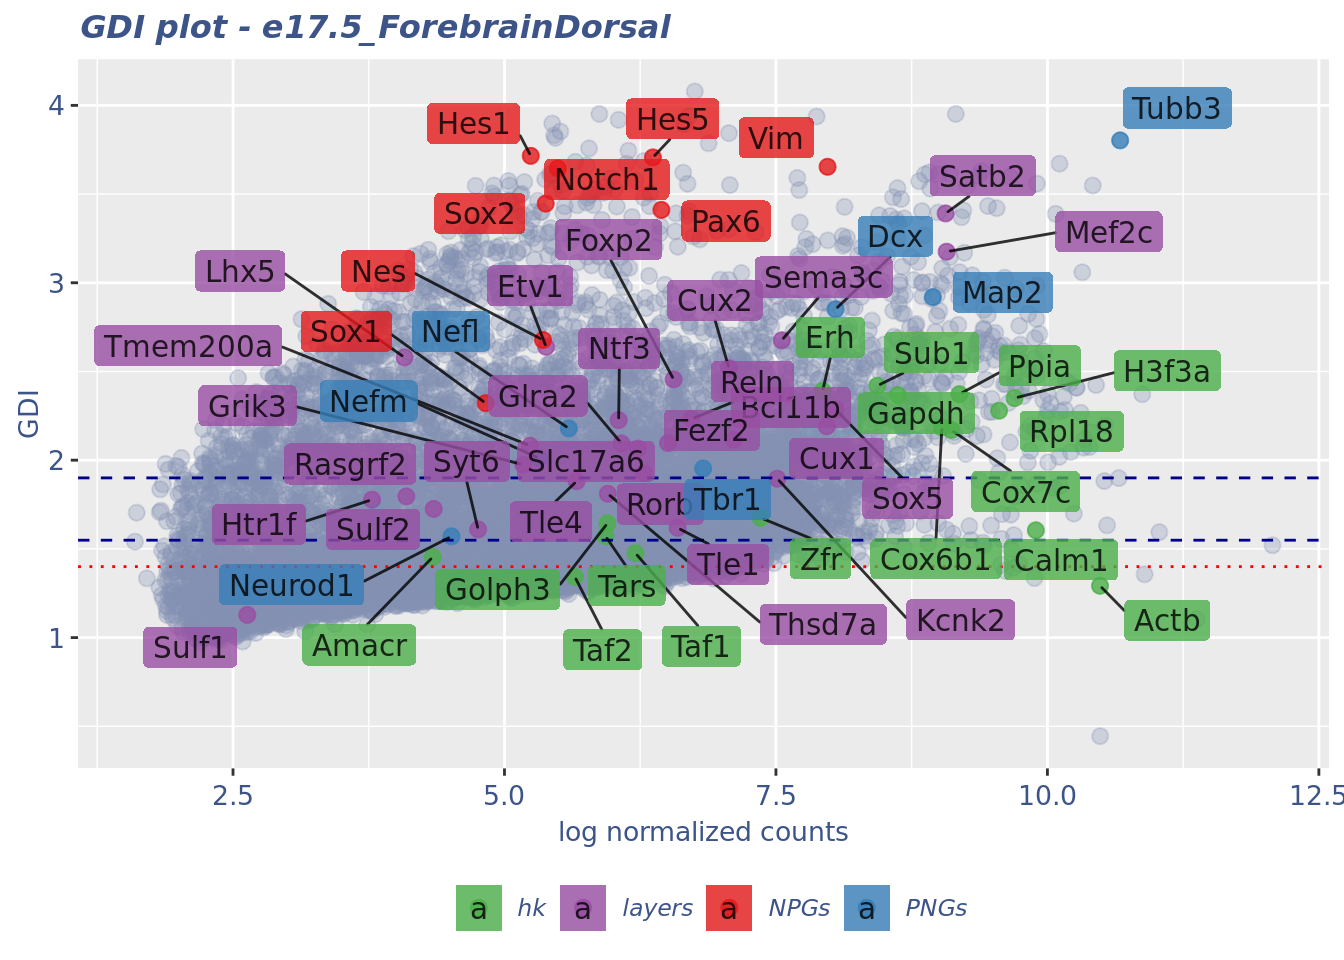 GDI plot - e17.5_ForebrainDorsal
4
3
2
1
GDI
Tubb3
Hes1
Hes5
Vim
Notch1
Satb2
Sox2
Pax6
Foxp2
Dcx
Mef2c
Lhx5
Nes
Etv1
Cux2
Sema3c
Map2
Sox1
Nefl
Tmem200a
Ntf3
Erh
Sub1
Ppia
H3f3a
Grik3
Nefm
Glra2
Reln
Bcl11b
Gapdh
Fezf2
Rpl18
Rasgrf2
Syt6
Slc17a6
Cux1
Sox5
Cox7c
Htr1f
Sulf2
Tle4
Rorb
Tbr1
Tle1
Zfr
Cox6b1
Calm1
Neurod1
Golph3
Tars
Sulf1
Amacr
Taf2
Taf1
Thsd7a
Kcnk2
Actb
2.5 5.0 7.5 10.0 12.5
log normalized counts
a hk a layers a NPGs a PNGs